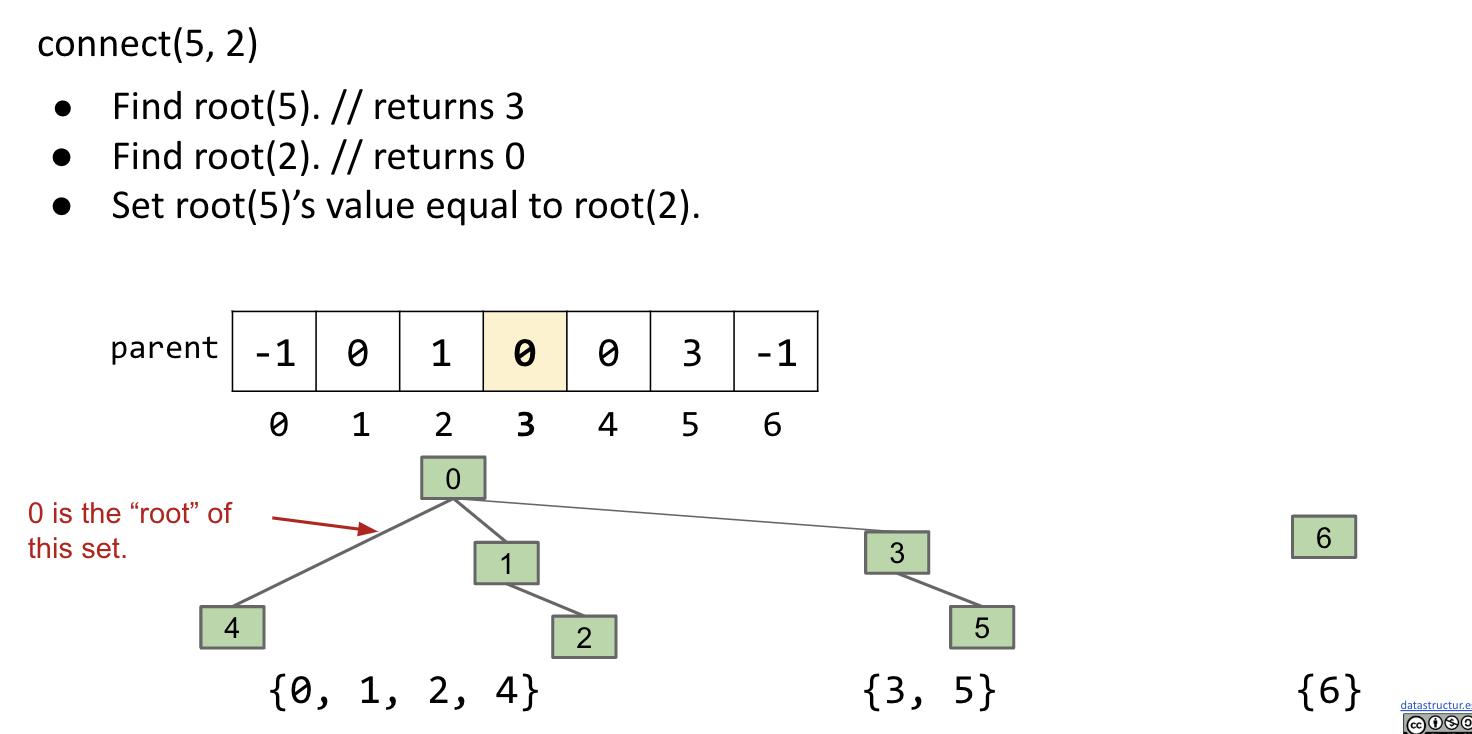 connect(5, 2)
● Find root(5). // returns 3
● Find root(2). // returns 0
● Set root(5)’s value equal to root(2).
parent -1 0 1 0 0 3 -1
0 1 2 3 4 5 6
0
0 is the “root” of
this set.
1
3
6
4
2
5
{0, 1, 2, 4} {3, 5} {6}
datastructur.es
cc